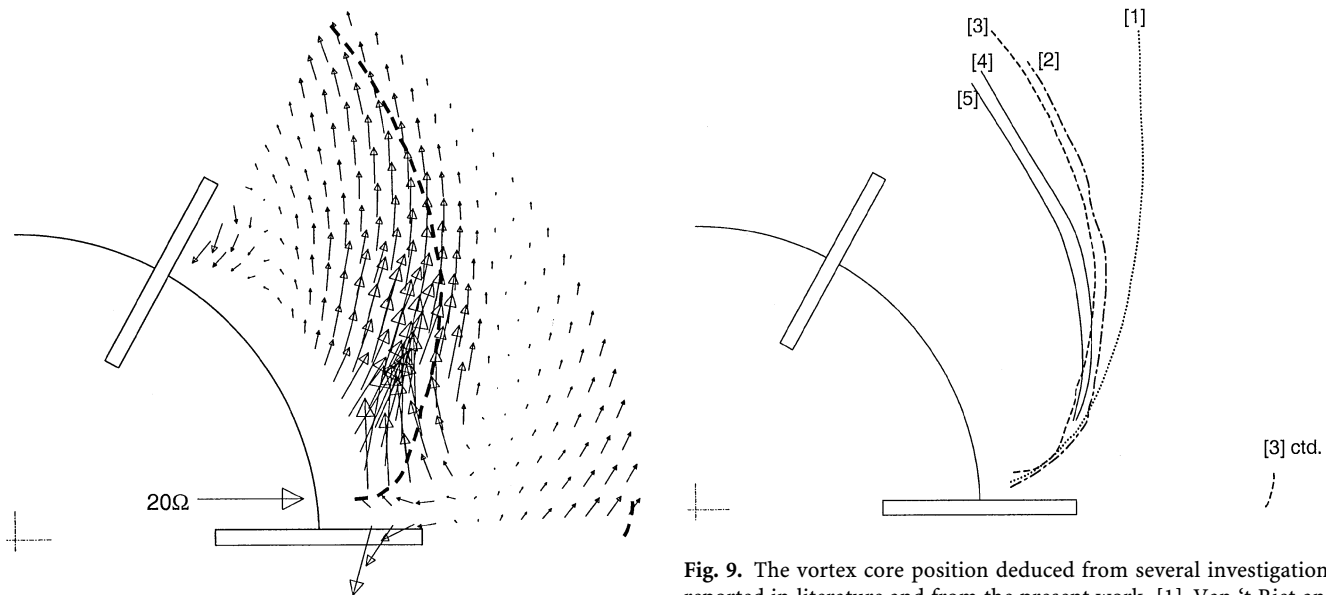 20Ω
[1]
[3]
[2]
[4]
[5]
[3] ctd.
Fig. 9. The vortex core position deduced from several investigation
reported in literature and from the present work. [1]. Van 't Riet an